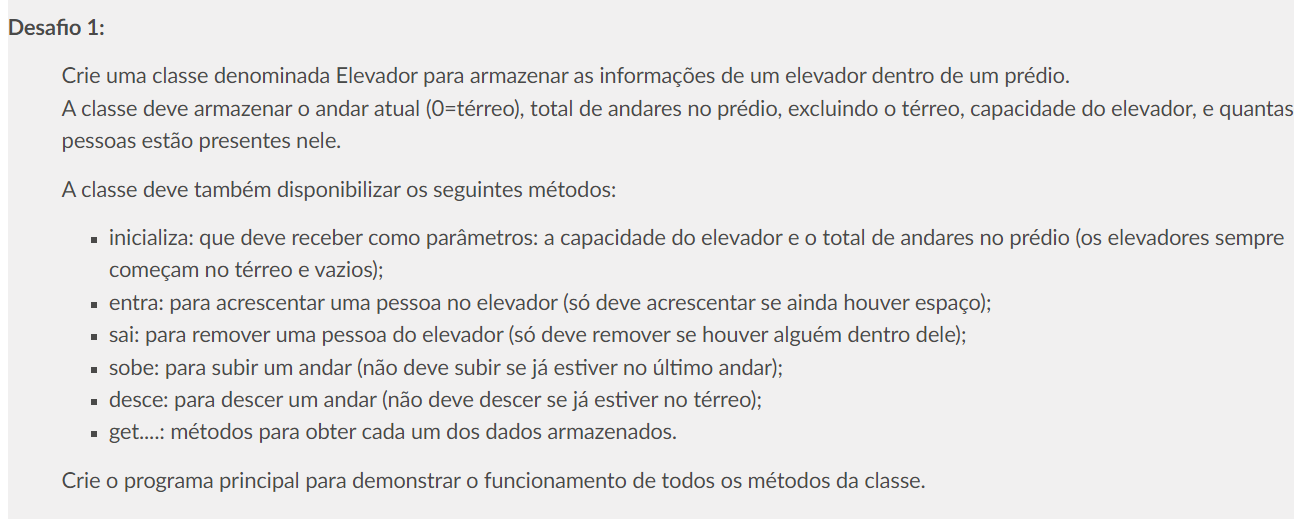 Desafio 1:
Crie uma classe denominada Elevador para armazenar as informações de um elevador dentro de um prédio.
A classe deve armazenar o andar atual (0=térreo), total de andares no prédio, excluindo o térreo, capacidade do elevador, e quantas
pessoas estão presentes nele.
A classe deve também disponibilizar os seguintes métodos:
▪ inicializa: que deve receber como parâmetros: a capacidade do elevador e o total de andares no prédio (os elevadores sempre
começam no térreo e vazios);
▪ entra: para acrescentar uma pessoa no elevador (só deve acrescentar se ainda houver espaço);
▪ sai: para remover uma pessoa do elevador (só deve remover se houver alguém dentro dele);
▪ sobe: para subir um andar (não deve subir se já estiver no último andar);
▪ desce: para descer um andar (não deve descer se já estiver no térreo);
▪ get....: métodos para obter cada um dos dados armazenados.
Crie o programa principal para demonstrar o funcionamento de todos os métodos da classe.